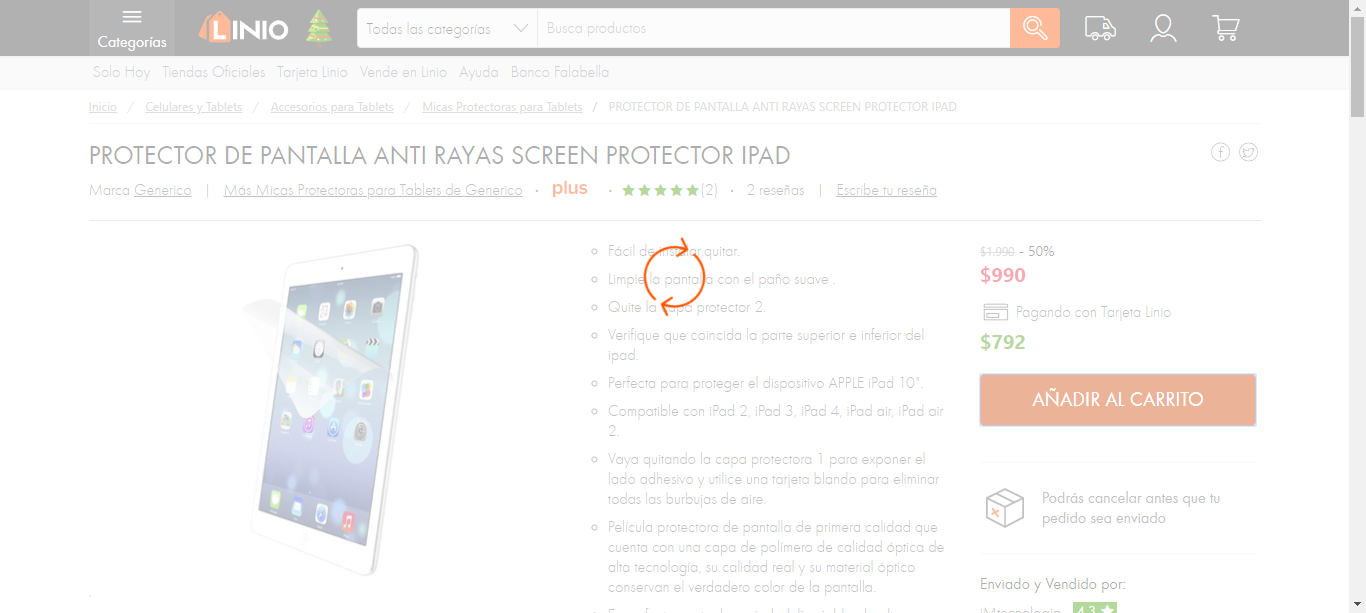 Categorías
LINIO
Todas las categorías
Busca productos
Solo Hoy Tiendas Oficiales Tarjeta Linio Vende en Linio Ayuda Banco Falabella
Inicio / Celulares y Tablets / Accesorios para Tablets / Micas Protectoras para Tablets / PROTECTOR DE PANTALLA ANTI RAYAS SCREEN PROTECTOR IPAD
PROTECTOR DE PANTALLA ANTI RAYAS SCREEN PROTECTOR IPAD
Marca Generico | Más Micas Protectoras para Tablets de Generico · plus · (2) · 2 reseñas | Escribe tu reseña
Fácil de instalar,quitar.
Limpie la pantalla con el paño suave .
Quite la capa protector 2.
Verifique que coincida la parte superior e inferior del
ipad.
Perfecta para proteger el dispositivo APPLE iPad 10".
Compatible con iPad 2, iPad 3, iPad 4, iPad air, iPad air
2.
Vaya quitando la capa protectora 1 para exponer el
lado adhesivo y utilice una tarjeta blando para eliminar
todas las burbujas de aire.
Película protectora de pantalla de primera calidad que
cuenta con una capa de polímero de calidad óptica de
alta tecnología, su calidad real y su material óptico
conservan el verdadero color de la pantalla.
$1.990 - 50%
$990
Pagando con Tarjeta Linio
$792
AÑADIR AL CARRITO
Podrás cancelar antes que tu
pedido sea enviado
Enviado y Vendido por:
iMtecnologia 4.3